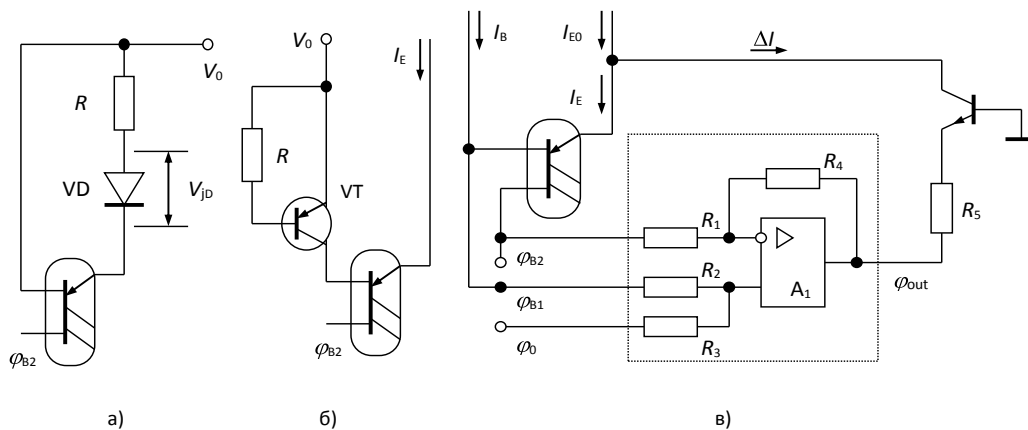 V₀
R
VD
VjD
φB2
а)
V₀
IE
R
VT
φB2
б)
IB
IE0
ΔI
IE
R₄
R₁
R₅
φB2
R₂
A₁
φout
φB1
φ₀
R₃
в)